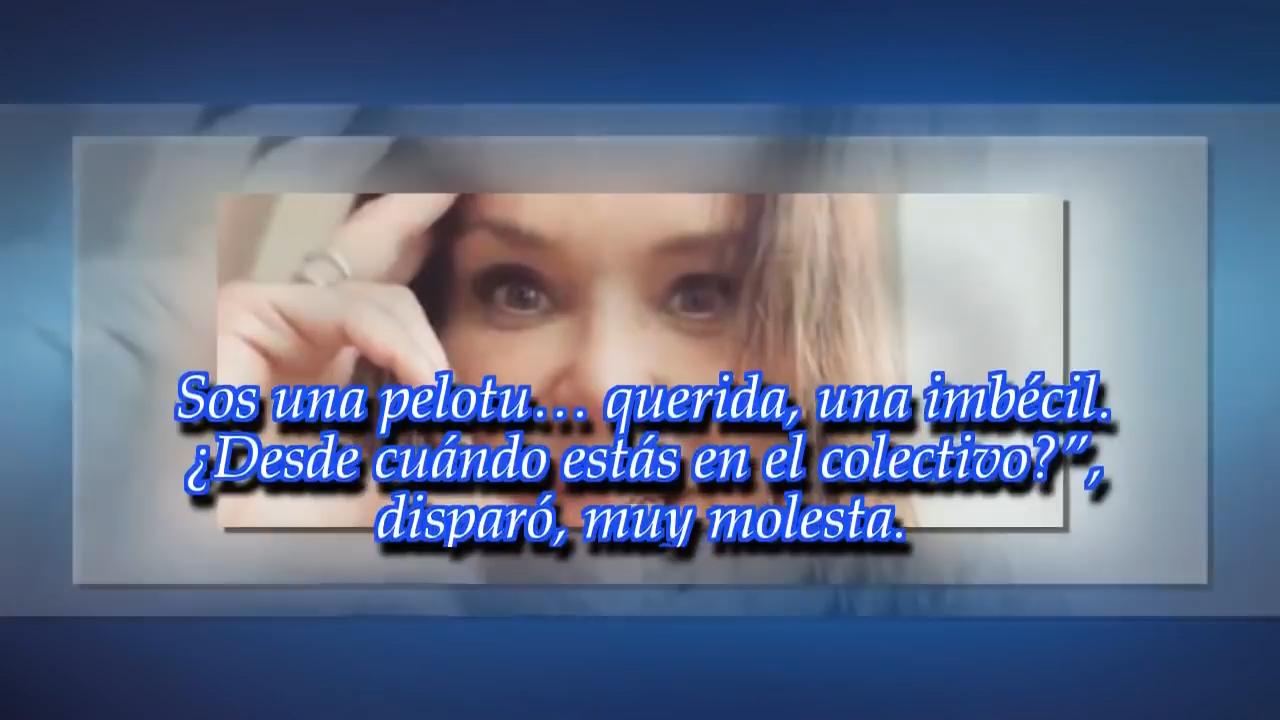 Sos una pelotu... querida, una imbécil.
¿Desde cuándo estás en el colectivo?”,
disparó, muy molesta.